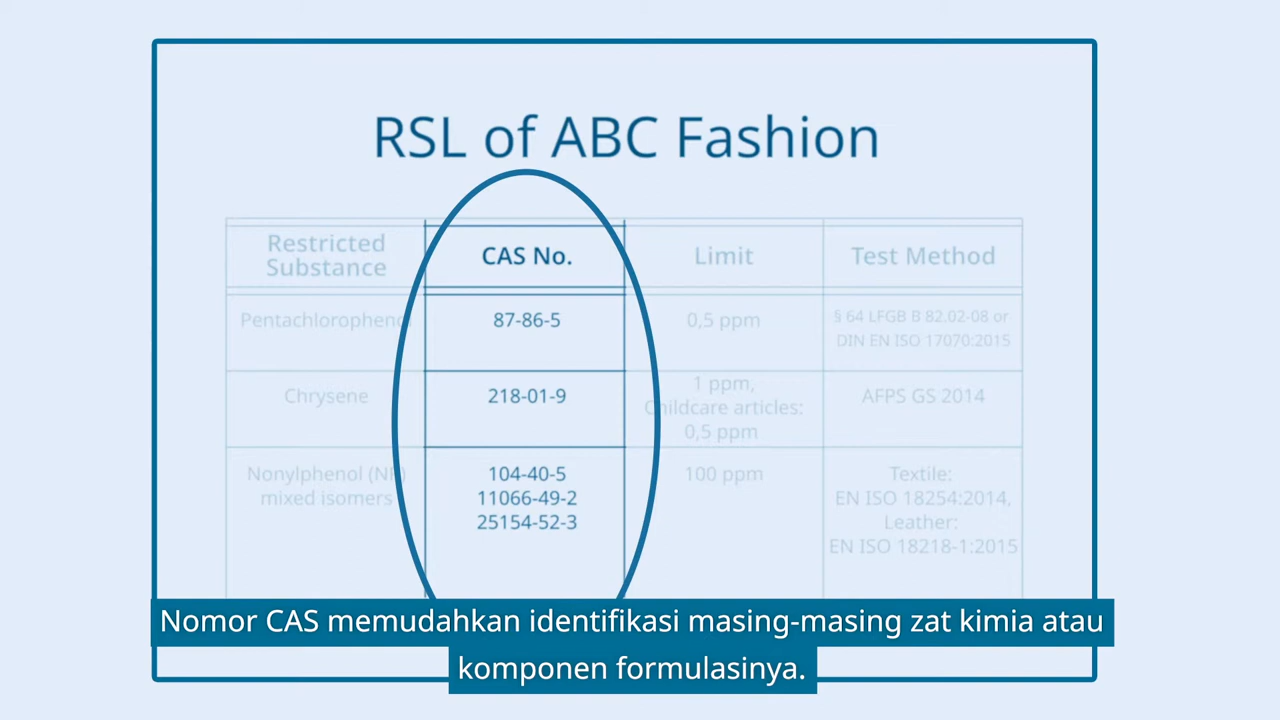 RSL of ABC Fashion
Restricted
Substance
CAS No.
Limit
Test Method
Pentachlorophenol
87-86-5
0,5 ppm
§ 64 LFGB B 82.02-08 or
DIN EN ISO 17070:2015
Chrysene
218-01-9
1 ppm,
Childcare articles:
0,5 ppm
AFPS GS 2014
Nonylphenol (NP)
mixed isomers
104-40-5
11066-49-2
25154-52-3
100 ppm
Textile:
EN ISO 18254:2014,
Leather:
EN ISO 18218-1:2015
Nomor CAS memudahkan identifikasi masing-masing zat kimia atau
komponen formulasinya.